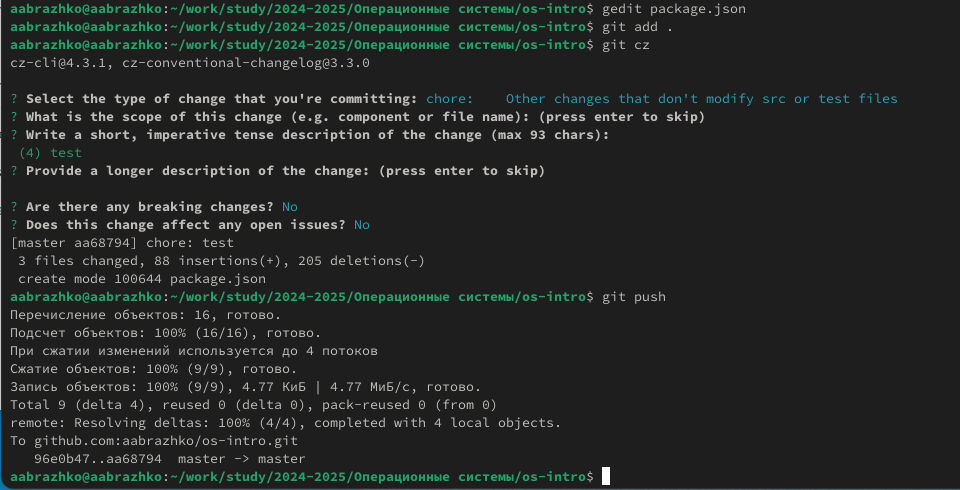 aabrazhko@aabrazhko:~/work/study/2024-2025/Операционные системы/os-intro$ gedit package.json
aabrazhko@aabrazhko:~/work/study/2024-2025/Операционные системы/os-intro$ git add .
aabrazhko@aabrazhko:~/work/study/2024-2025/Операционные системы/os-intro$ git cz
cz-cli@4.3.1, cz-conventional-changelog@3.3.0
? Select the type of change that you're committing: chore:    Other changes that don't modify src or test files
? What is the scope of this change (e.g. component or file name): (press enter to skip)
? Write a short, imperative tense description of the change (max 93 chars):
 (4) test
? Provide a longer description of the change: (press enter to skip)
? Are there any breaking changes? No
? Does this change affect any open issues? No
[master aa68794] chore: test
 3 files changed, 88 insertions(+), 205 deletions(-)
 create mode 100644 package.json
aabrazhko@aabrazhko:~/work/study/2024-2025/Операционные системы/os-intro$ git push
Перечисление объектов: 16, готово.
Подсчет объектов: 100% (16/16), готово.
При сжатии изменений используется до 4 потоков
Сжатие объектов: 100% (9/9), готово.
Запись объектов: 100% (9/9), 4.77 КиБ | 4.77 МиБ/с, готово.
Total 9 (delta 4), reused 0 (delta 0), pack-reused 0 (from 0)
remote: Resolving deltas: 100% (4/4), completed with 4 local objects.
To github.com:aabrazhko/os-intro.git
   96e0b47..aa68794  master -> master
aabrazhko@aabrazhko:~/work/study/2024-2025/Операционные системы/os-intro$